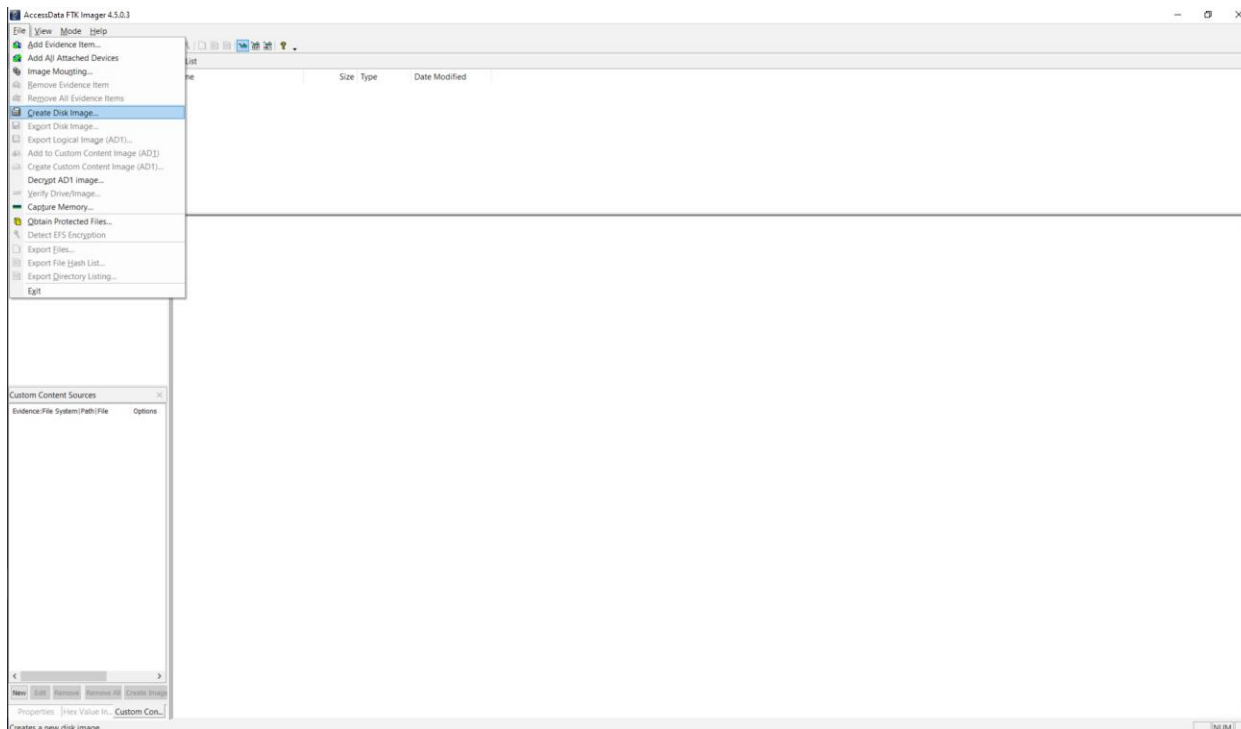 AccessData FTK Imager 4.5.0.3
File View Mode Help
Add Evidence Item...
Add All Attached Devices
Image Mounting...
Remove Evidence Item
Remove All Evidence Items
Create Disk Image...
Export Disk Image...
Export Logical Image (AD1)...
Add to Custom Content Image (AD1)
Create Custom Content Image (AD1)...
Decrypt AD1 image...
Verify Drive/Image...
Capture Memory...
Obtain Protected Files...
Detect EFS Encryption
Export Files...
Export File Hash List...
Export Directory Listing...
Exit
List
me Size Type Date Modified
Custom Content Sources
Evidence:File System|Path|File Options
New Edit Remove Remove All Create Image
Properties Hex Value In... Custom Con...
Creates a new disk image
NUM